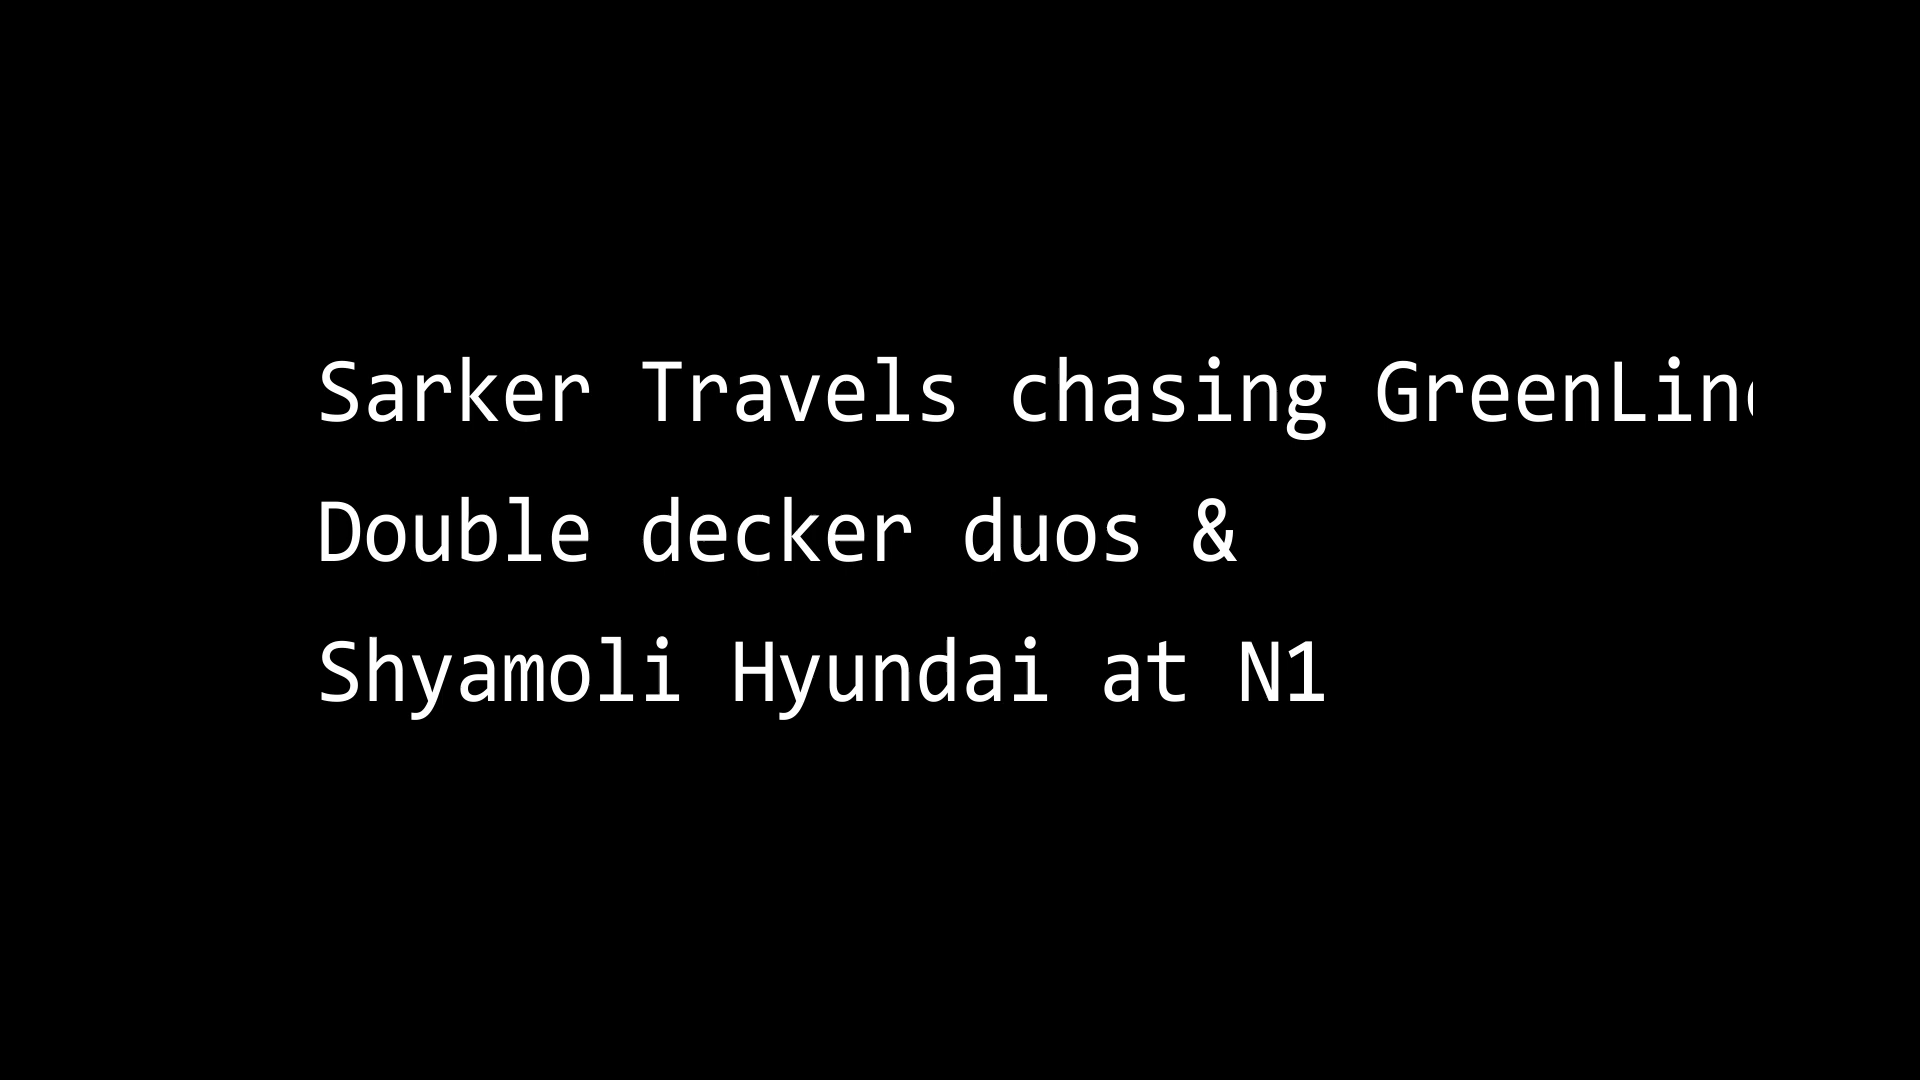 Sarker Travels chasing GreenLin
Double decker duos &
Shyamoli Hyundai at N1